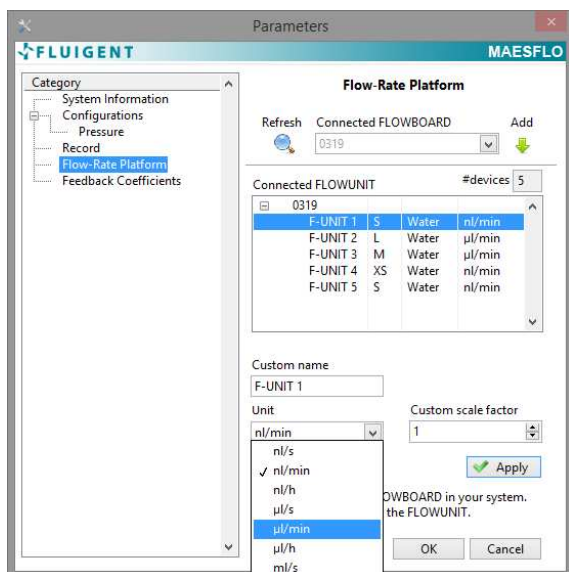 Parameters
FLUIGENT
MAESFLO
Category
System Information
Configurations
Pressure
Record
Flow-Rate Platform
Feedback Coefficients
Flow-Rate Platform
Refresh Connected FLOWBOARD Add
0319
Connected FLOWUNIT #devices 5
0319
F-UNIT 1 S Water nl/min
F-UNIT 2 L Water µl/min
F-UNIT 3 M Water µl/min
F-UNIT 4 XS Water nl/min
F-UNIT 5 S Water nl/min
Custom name
F-UNIT 1
Unit Custom scale factor
nl/min 1
nl/s
✓ nl/min
nl/h
µl/s
µl/min
µl/h
ml/s
Apply
OWBOARD in your system.
the FLOWUNIT.
OK Cancel